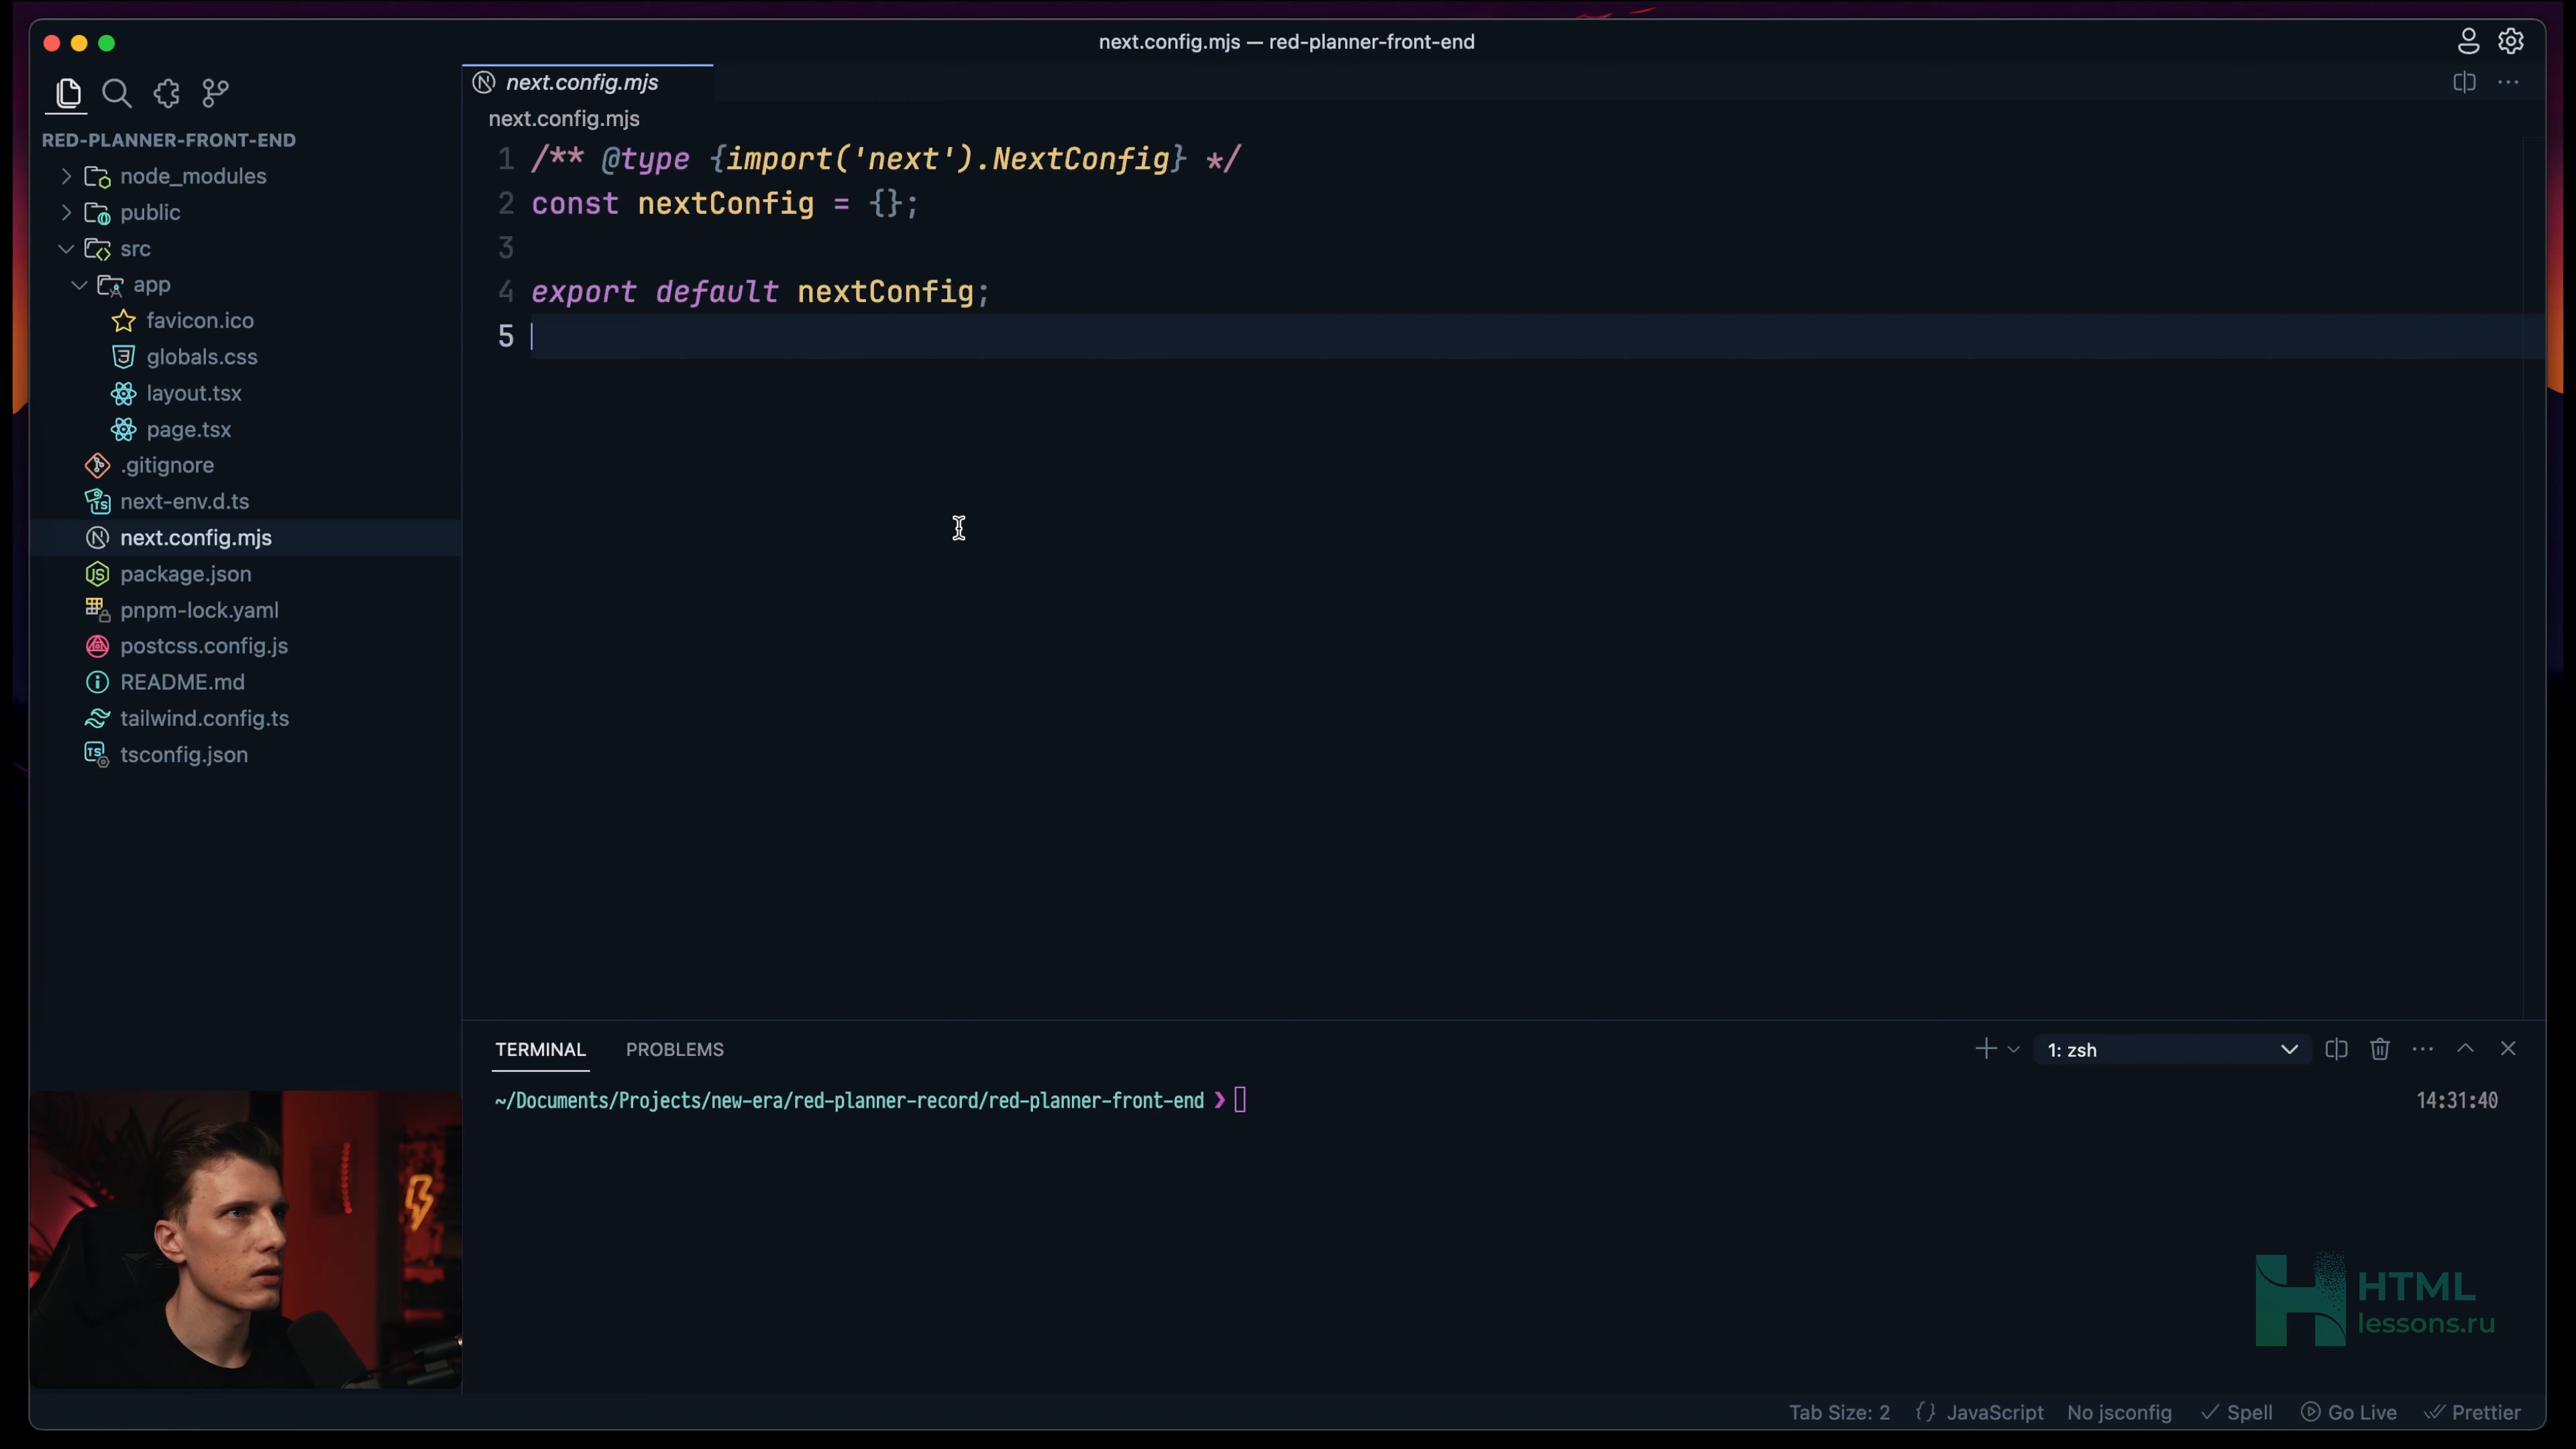 next.config.mjs — red-planner-front-end
next.config.mjs
RED-PLANNER-FRONT-END
node_modules
public
src
app
favicon.ico
globals.css
layout.tsx
page.tsx
.gitignore
next-env.d.ts
next.config.mjs
package.json
pnpm-lock.yaml
postcss.config.js
README.md
tailwind.config.ts
tsconfig.json
next.config.mjs
1 /** @type {import('next').NextConfig} */
2 const nextConfig = {};
3
4 export default nextConfig;
5
TERMINAL PROBLEMS
1: zsh
~/Documents/Projects/new-era/red-planner-record/red-planner-front-end ❯
14:31:40
HTML
lessons.ru
Tab Size: 2 {} JavaScript No jsconfig Spell Go Live Prettier